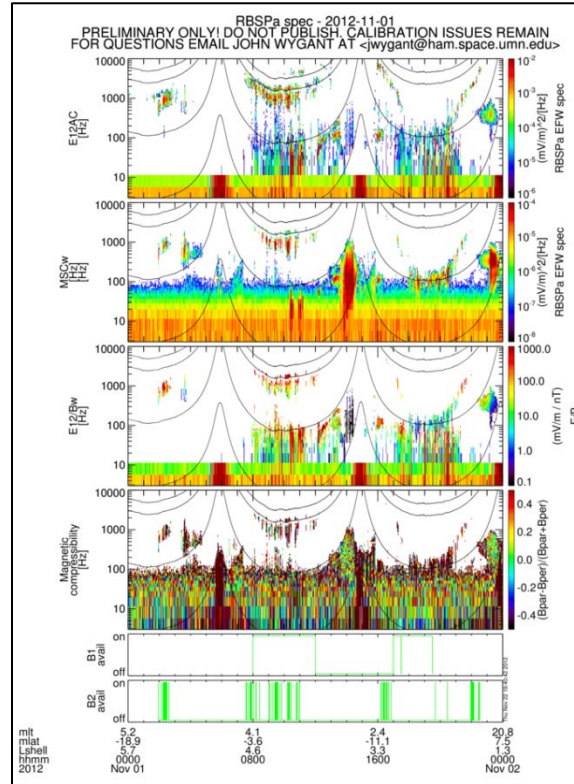 RBSPa spec - 2012-11-01
PRELIMINARY ONLY! DO NOT PUBLISH. CALIBRATION ISSUES REMAIN
FOR QUESTIONS EMAIL JOHN WYGANT AT <jwygant@ham.space.umn.edu>
E12AC
[Hz]
10000
1000
100
10
10^-2
10^-3
10^-4
10^-5
10^-6
(mV/m)^2/[Hz]
RBSPa EFW spec
MSCw
[Hz]
10000
1000
100
10
10^-4
10^-5
10^-6
10^-7
10^-8
(mV/m)^2/[Hz]
RBSPa EFW spec
E12/Bw
[Hz]
10000
1000
100
10
1000.0
100.0
10.0
1.0
0.1
(mV/m / nT)
E/B
Magnetic
compressibility
[Hz]
10000
1000
100
10
0.4
0.2
0.0
-0.2
-0.4
(Bpar-Bper)/(Bpar+Bper)
B1
avail
on
off
B2
avail
on
off
mlt 5.2 4.1 2.4 20.8
mlat -18.9 -3.6 -11.1 7.5
Lshell 5.7 4.6 3.3 1.3
hhmm 0000 0800 1600 0000
2012 Nov 01 Nov 02